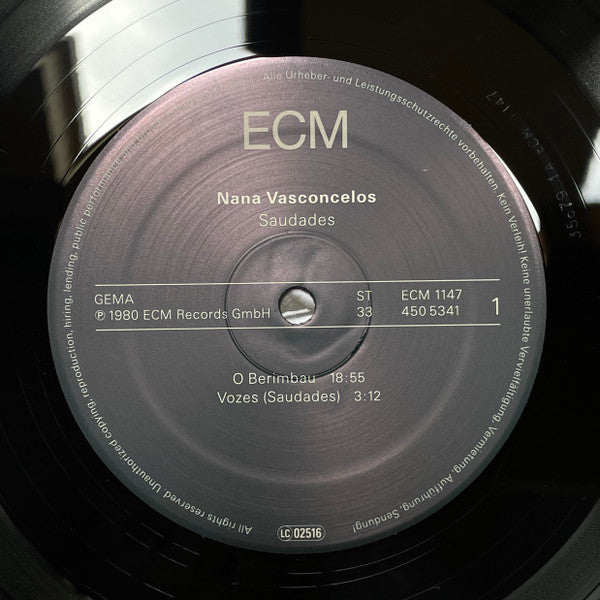 ECM
Nana Vasconcelos
Saudades
GEMA
℗ 1980 ECM Records GmbH
ST
33
ECM 1147
450 5341
1
O Berimbau 18:55
Vozes (Saudades) 3:12
LC 02516
Alle Urheber- und Leistungsschutzrechte vorbehalten. Kein Verleih! Keine unerlaubte Vervielfältigung, Vermietung, Aufführung, Sendung!
All rights reserved. Unauthorized copying, reproduction, hiring, lending, public performance